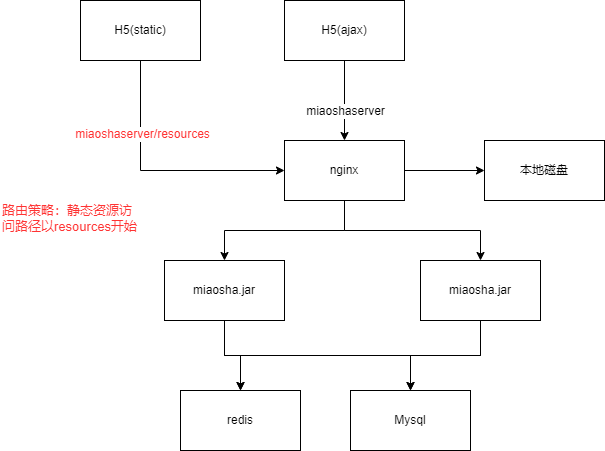 H5(static)
H5(ajax)
miaoshaserver
miaoshaserver/resources
nginx
本地磁盘
路由策略：静态资源访
问路径以resources开始
miaosha.jar
miaosha.jar
redis
Mysql